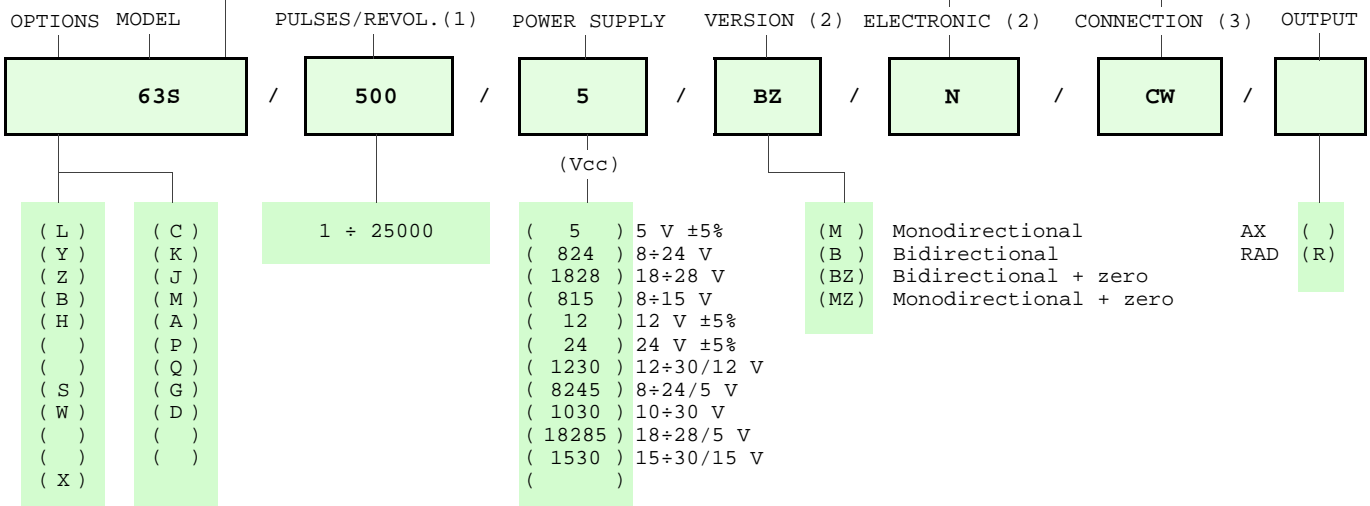 OPTIONS MODEL PULSES/REVOL.(1) POWER SUPPLY VERSION (2) ELECTRONIC (2) CONNECTION (3) OUTPUT
63S / 500 / 5 / BZ / N / CW /
(Vcc)
( L ) ( C ) 1 ÷ 25000 ( 5 ) 5 V ±5% (M ) Monodirectional AX ( )
( Y ) ( K ) ( 824 ) 8÷24 V (B ) Bidirectional RAD (R)
( Z ) ( J ) ( 1828 ) 18÷28 V (BZ) Bidirectional + zero
( B ) ( M ) ( 815 ) 8÷15 V (MZ) Monodirectional + zero
( H ) ( A ) ( 12 ) 12 V ±5%
( ) ( P ) ( 24 ) 24 V ±5%
( ) ( Q ) ( 1230 ) 12÷30/12 V
( S ) ( G ) ( 8245 ) 8÷24/5 V
( W ) ( D ) ( 1030 ) 10÷30 V
( ) ( ) ( 18285 ) 18÷28/5 V
( ) ( ) ( 1530 ) 15÷30/15 V
( X ) ( )